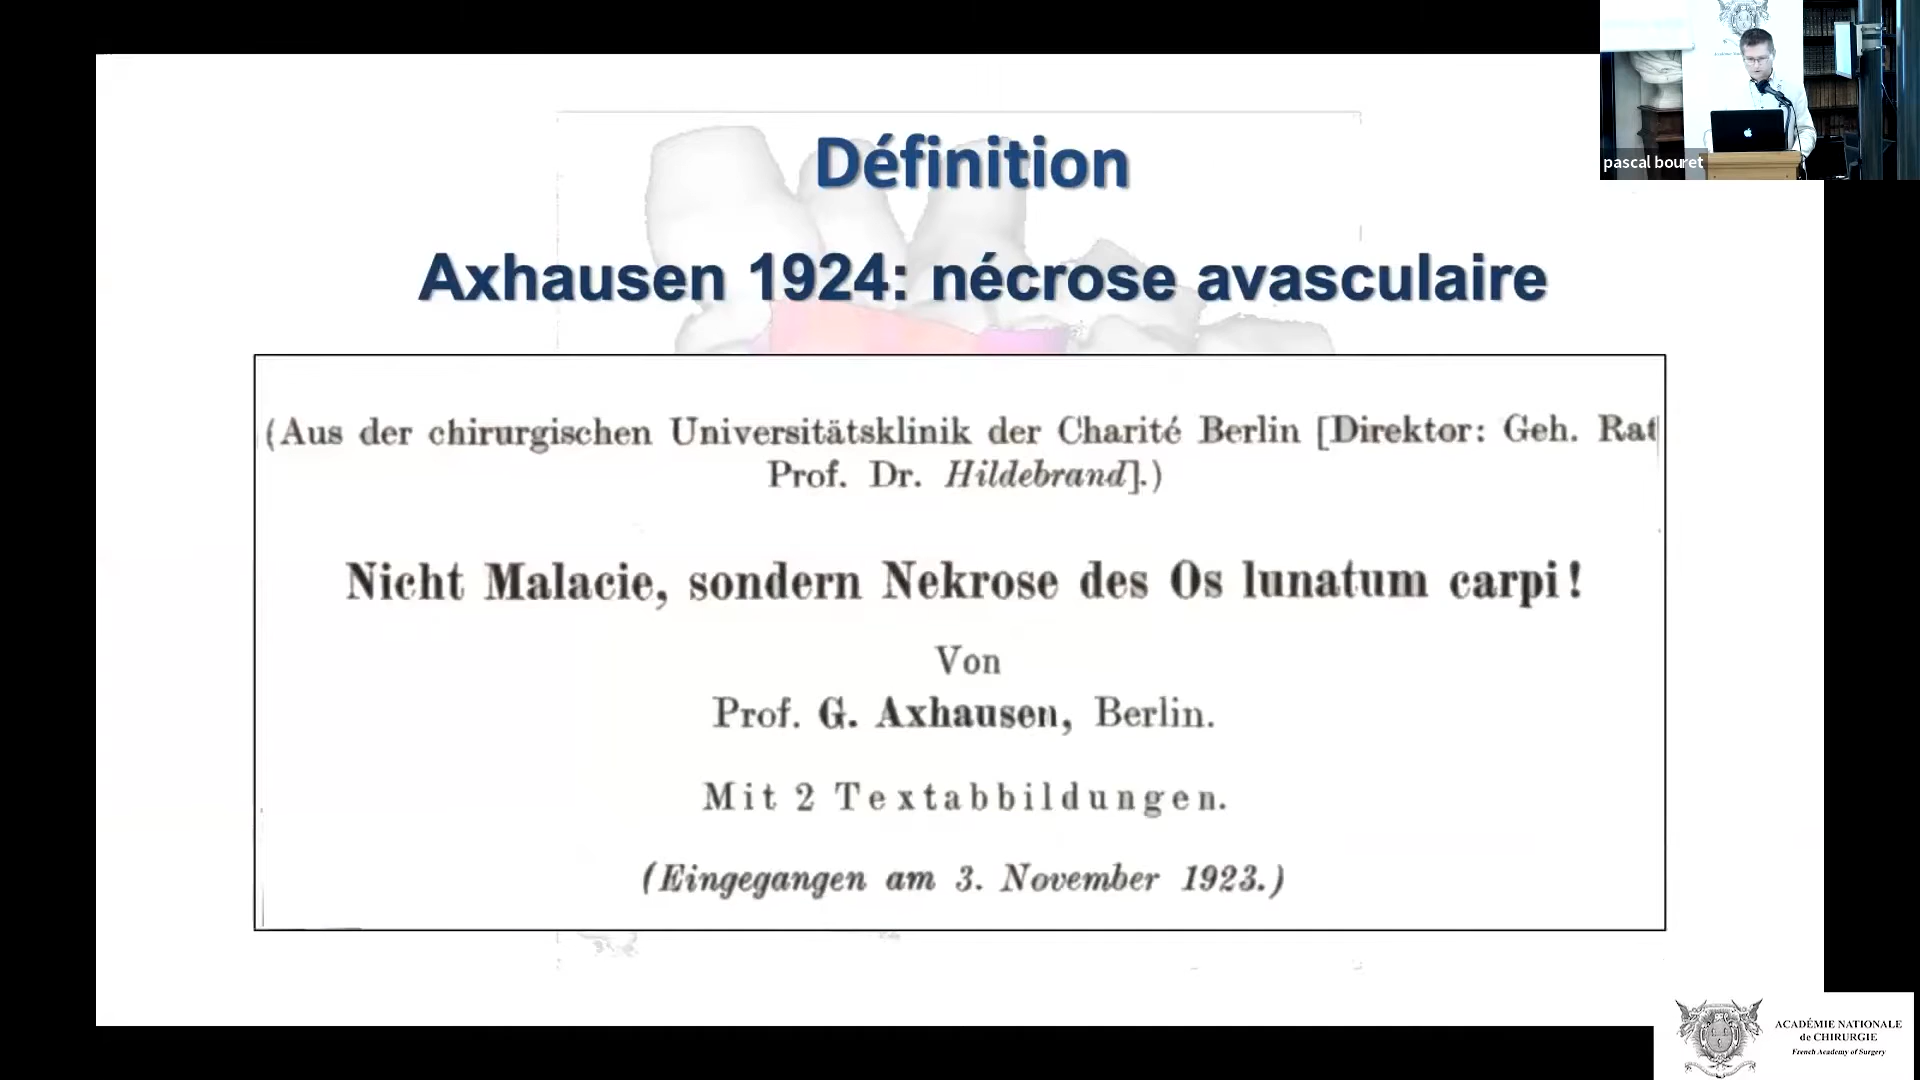 Définition
Axhausen 1924: nécrose avasculaire
(Aus der chirurgischen Universitätsklinik der Charité Berlin [Direktor: Geh. Rat
Prof. Dr. Hildebrand].)
Nicht Malacie, sondern Nekrose des Os lunatum carpi!
Von
Prof. G. Axhausen, Berlin.
Mit 2 Textabbildungen.
(Eingegangen am 3. November 1923.)
pascal bouret
ACADÉMIE NATIONALE
de CHIRURGIE
French Academy of Surgery